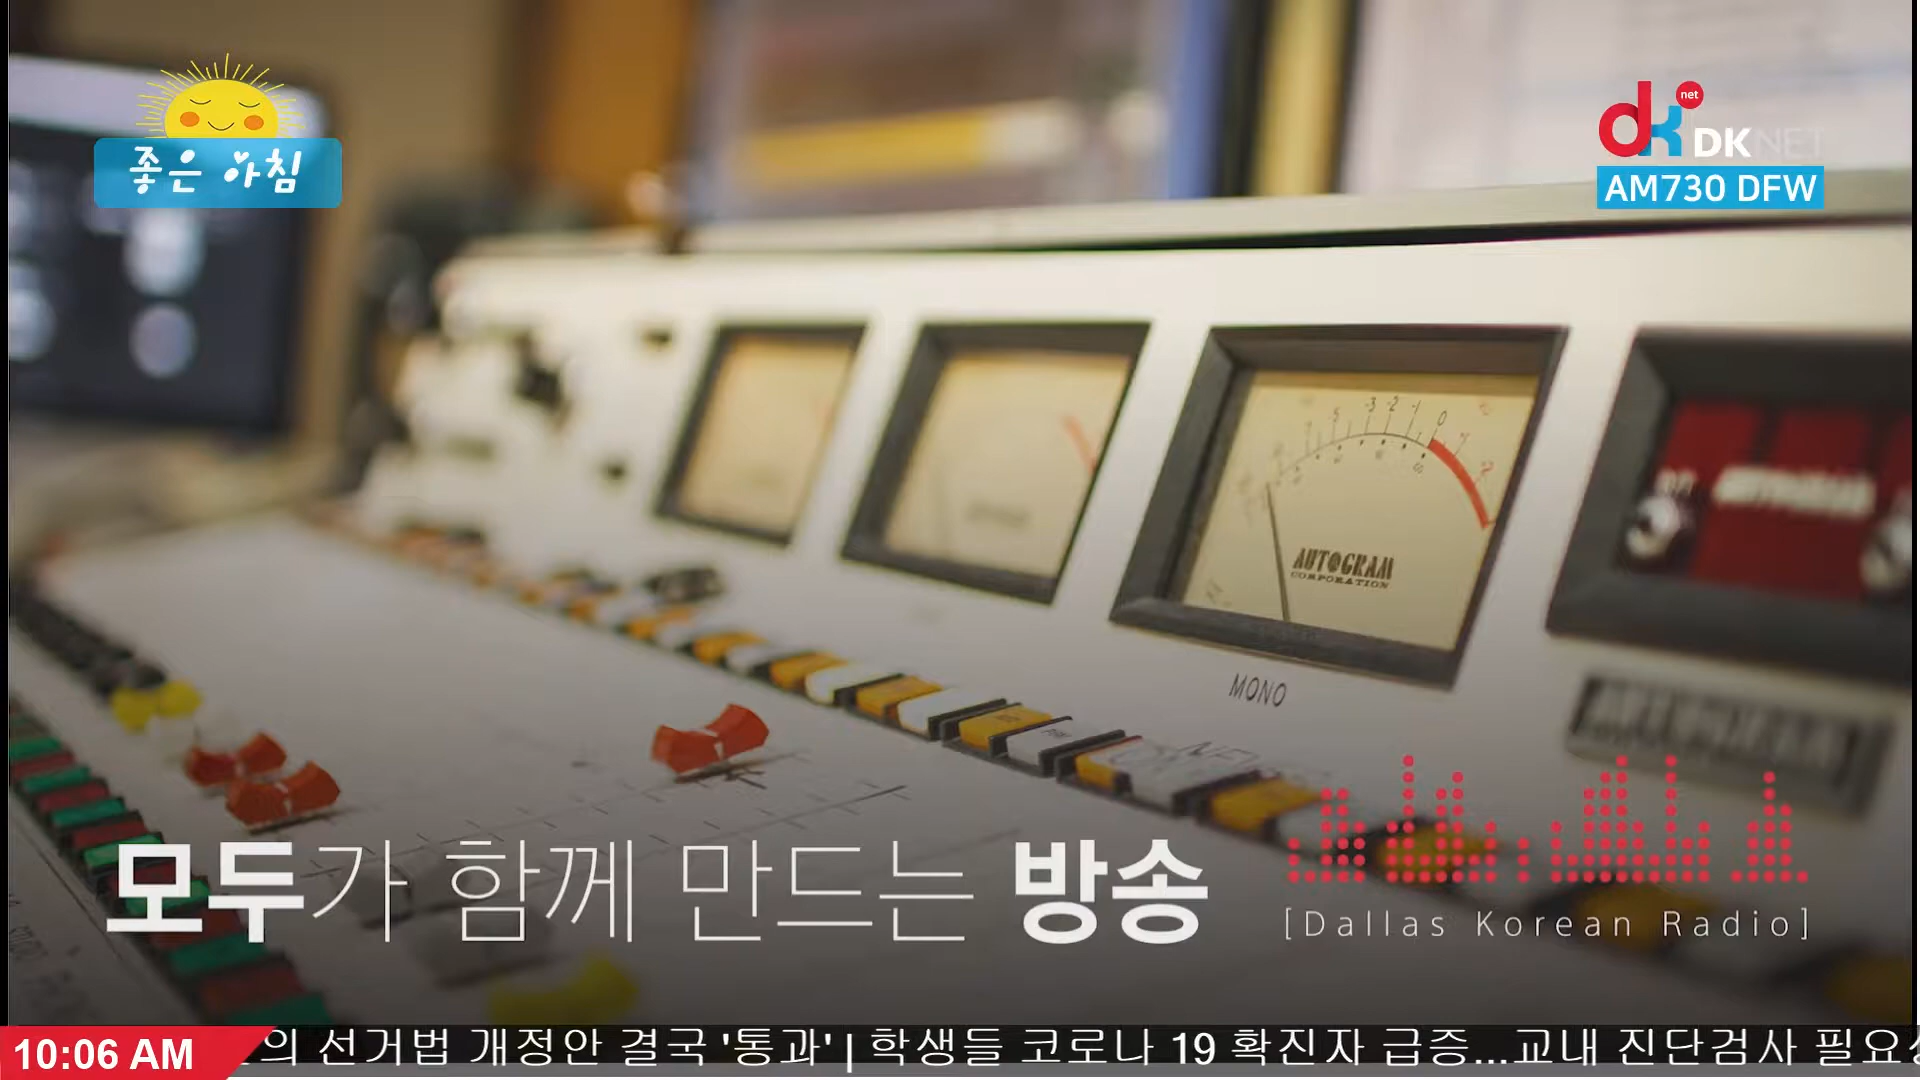 좋은 아침
dk net DKNET
AM730 DFW
AUTOGRAM
CORPORATION
MONO
모두가 함께 만드는 방송
[Dallas Korean Radio]
10:06 AM
의 선거법 개정안 결국 '통과' | 학생들 코로나 19 확진자 급증...교내 진단검사